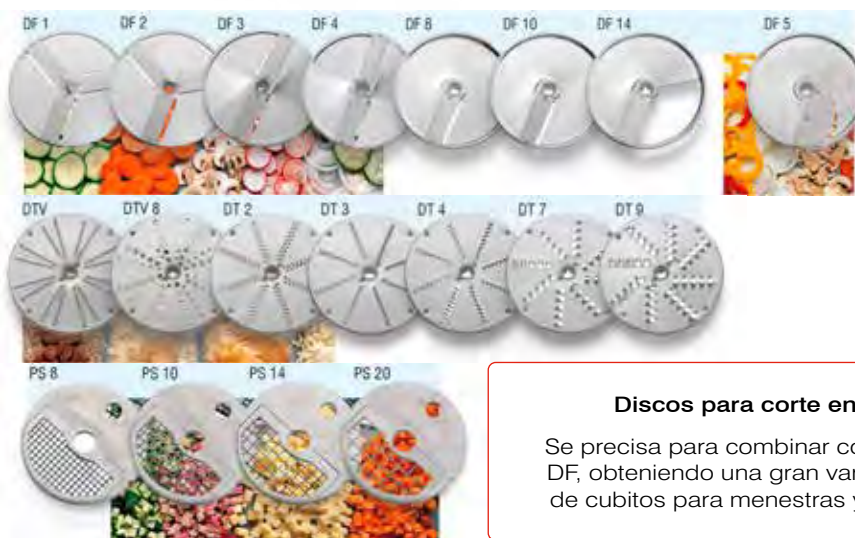 DF 1 DF 2 DF 3 DF 4 DF 8 DF 10 DF 14 DF 5
DTV DTV 8 DT 2 DT 3 DT 4 DT 7 DT 9
PS 8 PS 10 PS 14 PS 20
Discos para corte en
Se precisa para combinar co
DF, obteniendo una gran var
de cubitos para menestras y